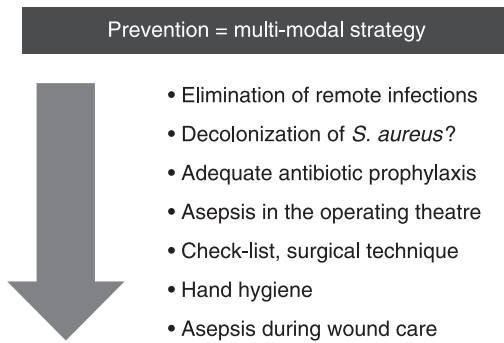 Prevention = multi-modal strategy
• Elimination of remote infections
• Decolonization of S. aureus?
• Adequate antibiotic prophylaxis
• Asepsis in the operating theatre
• Check-list, surgical technique
• Hand hygiene
• Asepsis during wound care